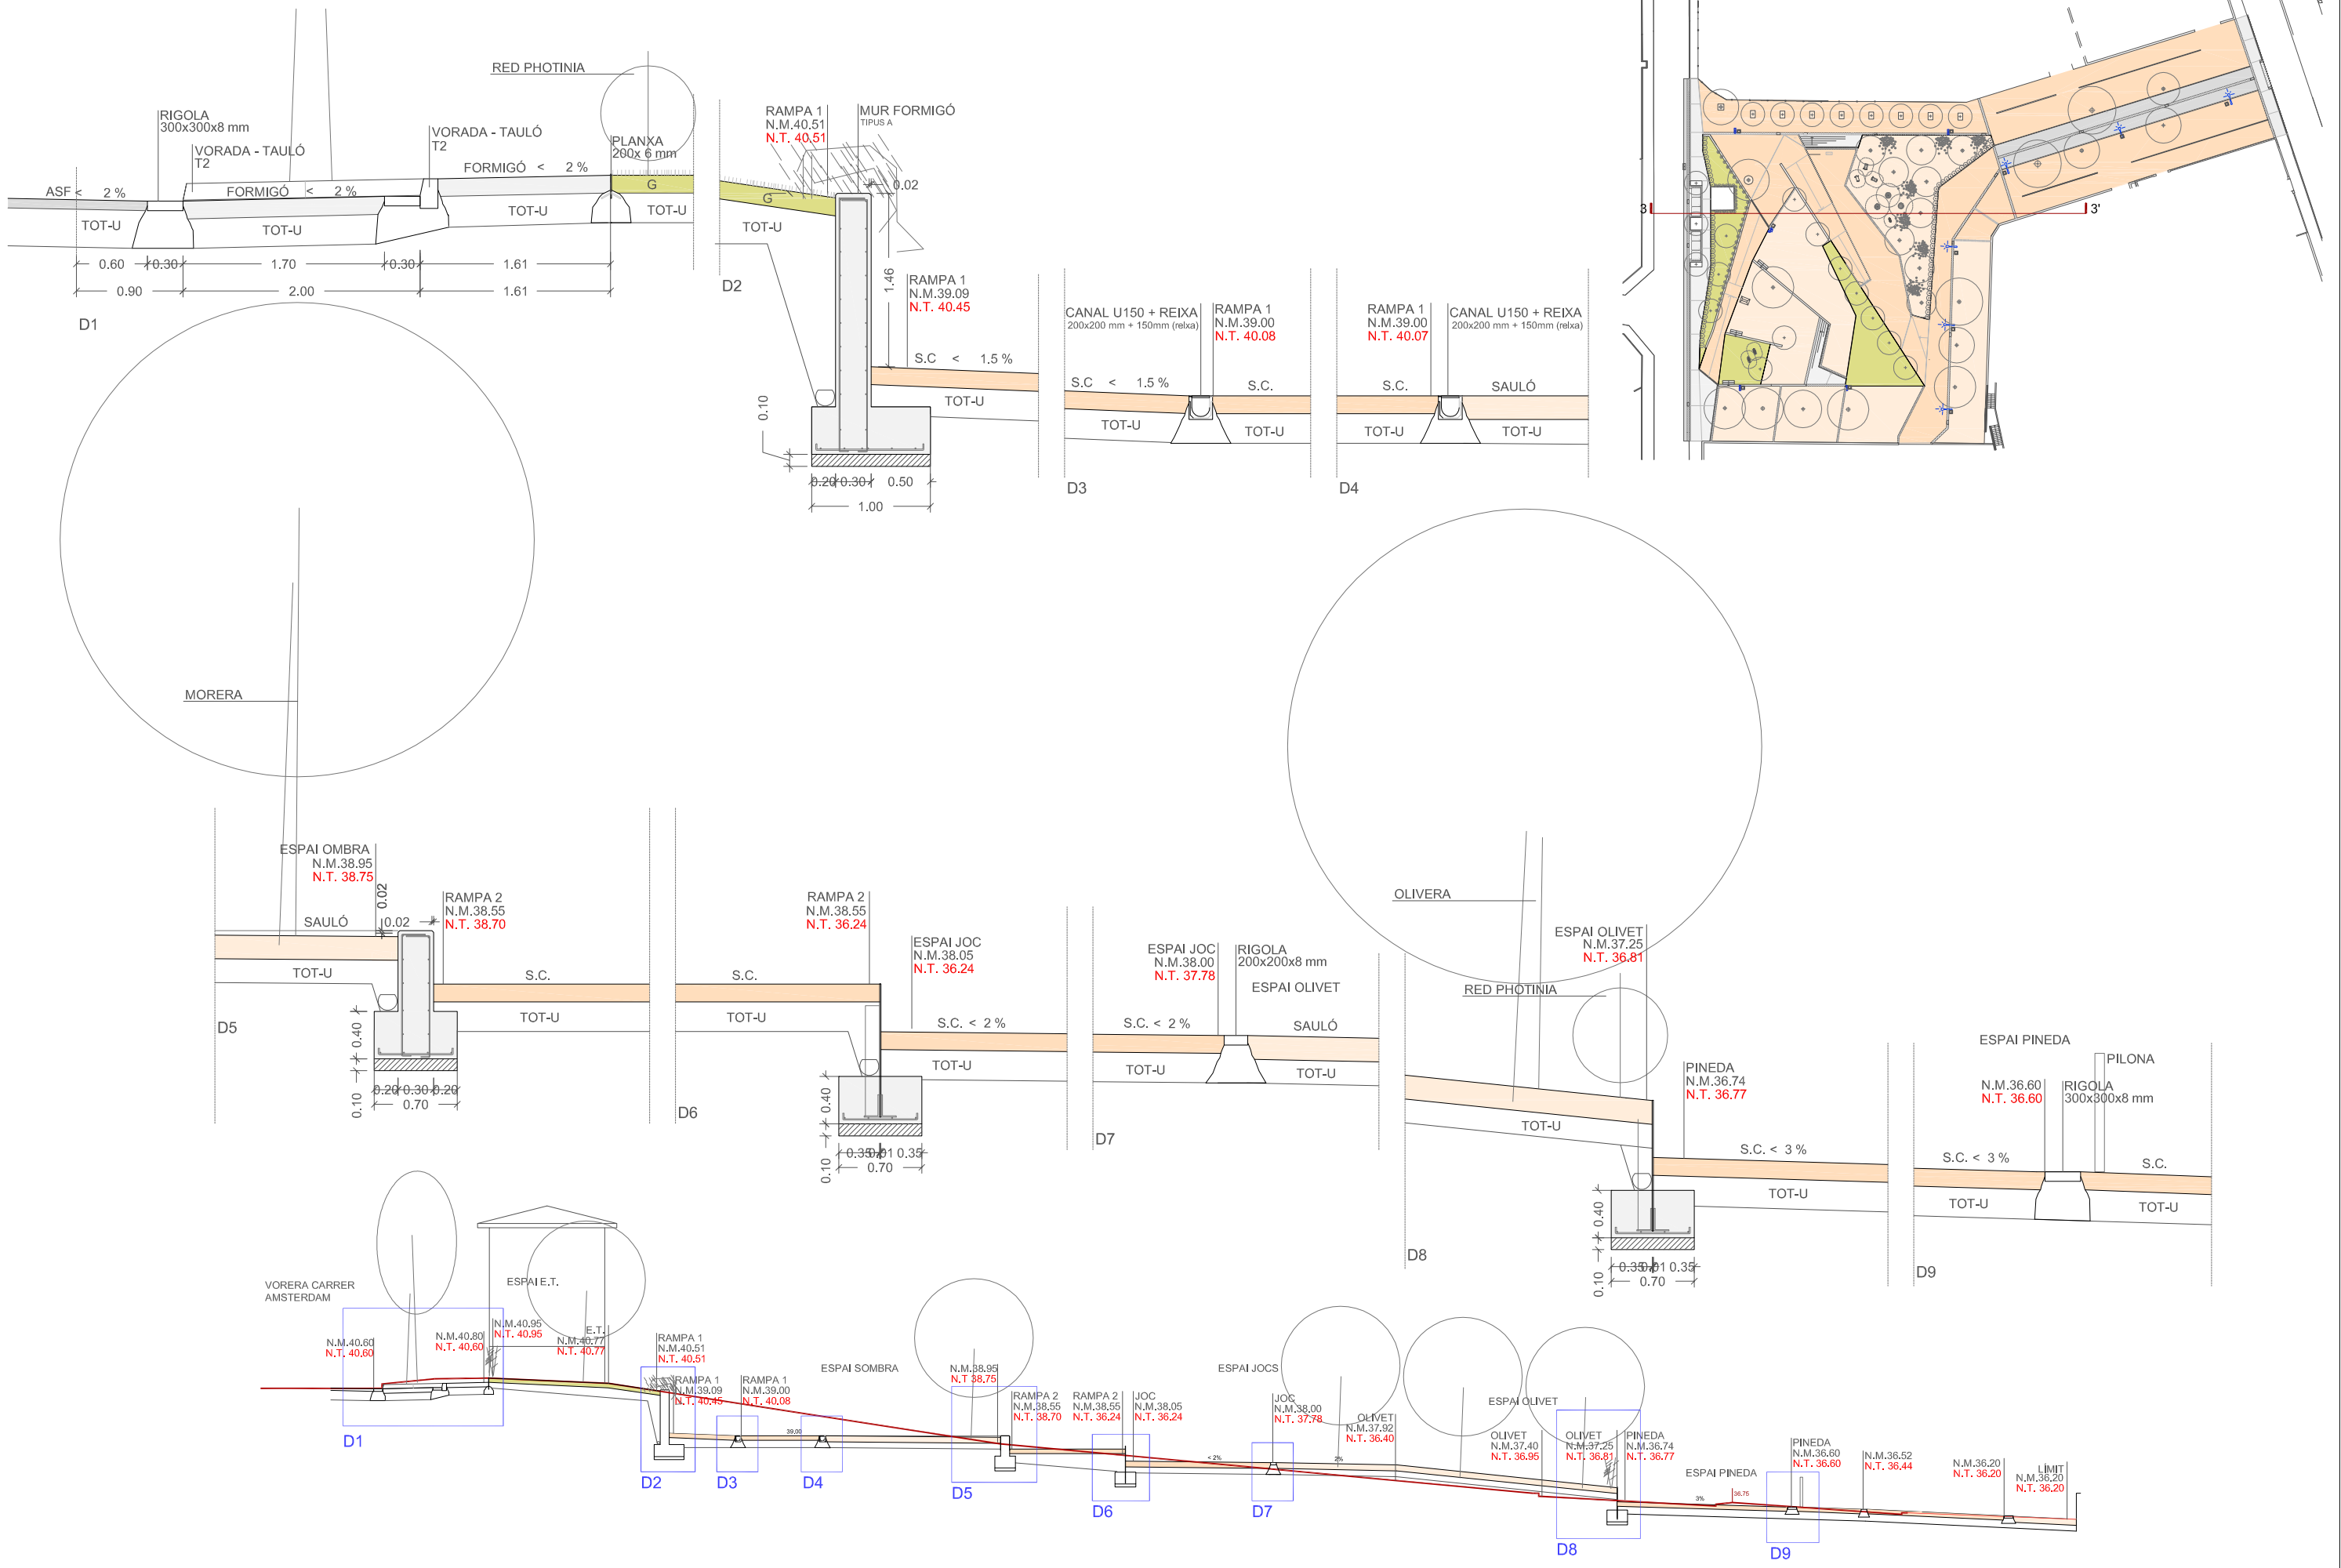 RED PHOTINIA
RIGOLA
300x300x8 mm
VORADA - TAULÓ
T2
VORADA - TAULÓ
T2
FORMIGÓ < 2 %
PLANXA
200x 6 mm
ASF < 2 %
FORMIGÓ < 2 %
G
TOT-U
TOT-U
TOT-U
TOT-U
0.60
0.30
1.70
0.30
1.61
0.90
2.00
1.61
D1
RAMPA 1
N.M.40.51
N.T. 40.51
MUR FORMIGÓ
TIPUS A
0.02
G
TOT-U
1.46
RAMPA 1
N.M.39.09
N.T. 40.45
S.C < 1.5 %
TOT-U
0.10
0.20
0.30
0.50
1.00
D2
CANAL U150 + REIXA
200x200 mm + 150mm (reixa)
RAMPA 1
N.M.39.00
N.T. 40.08
S.C < 1.5 %
S.C.
TOT-U
TOT-U
D3
RAMPA 1
N.M.39.00
N.T. 40.07
CANAL U150 + REIXA
200x200 mm + 150mm (reixa)
S.C.
SAULÓ
TOT-U
TOT-U
D4
3
3'
MORERA
ESPAI OMBRA
N.M.38.95
N.T. 38.75
0.02
0.02
SAULÓ
RAMPA 2
N.M.38.55
N.T. 38.70
TOT-U
S.C.
TOT-U
0.40
0.10
0.20
0.30
0.20
0.70
D5
RAMPA 2
N.M.38.55
N.T. 36.24
ESPAI JOC
N.M.38.05
N.T. 36.24
S.C.
TOT-U
S.C. < 2 %
TOT-U
0.40
0.10
0.35
0.01
0.35
0.70
D6
ESPAI JOC
N.M.38.00
N.T. 37.78
RIGOLA
200x200x8 mm
ESPAI OLIVET
S.C. < 2 %
SAULÓ
TOT-U
TOT-U
D7
OLIVERA
ESPAI OLIVET
N.M.37.25
N.T. 36.81
RED PHOTINIA
TOT-U
PINEDA
N.M.36.74
N.T. 36.77
S.C. < 3 %
TOT-U
0.40
0.10
0.35
0.01
0.35
0.70
D8
ESPAI PINEDA
PILONA
N.M.36.60
N.T. 36.60
RIGOLA
300x300x8 mm
S.C. < 3 %
S.C.
TOT-U
TOT-U
D9
VORERA CARRER
AMSTERDAM
ESPAI E.T.
N.M.40.60
N.T. 40.60
N.M.40.80
N.T. 40.60
N.M.40.95
N.T. 40.95
E.T.
N.M.40.77
N.T. 40.77
D1
RAMPA 1
N.M.40.51
N.T. 40.51
RAMPA 1
N.M.39.09
N.T. 40.45
D2
RAMPA 1
N.M.39.00
N.T. 40.08
D3
39.00
D4
ESPAI SOMBRA
N.M.38.95
N.T 38.75
RAMPA 2
N.M.38.55
N.T. 38.70
D5
RAMPA 2
N.M.38.55
N.T. 36.24
JOC
N.M.38.05
N.T. 36.24
D6
ESPAI JOCS
< 2%
JOC
N.M.38.00
N.T. 37.78
D7
2%
OLIVET
N.M.37.92
N.T. 36.40
ESPAI OLIVET
OLIVET
N.M.37.40
N.T. 36.95
OLIVET
N.M.37.25
N.T. 36.81
PINEDA
N.M.36.74
N.T. 36.77
D8
ESPAI PINEDA
3%
36.75
PINEDA
N.M.36.60
N.T. 36.60
D9
N.M.36.52
N.T. 36.44
N.M.36.20
N.T. 36.20
LÍMIT
N.M.36.20
N.T. 36.20